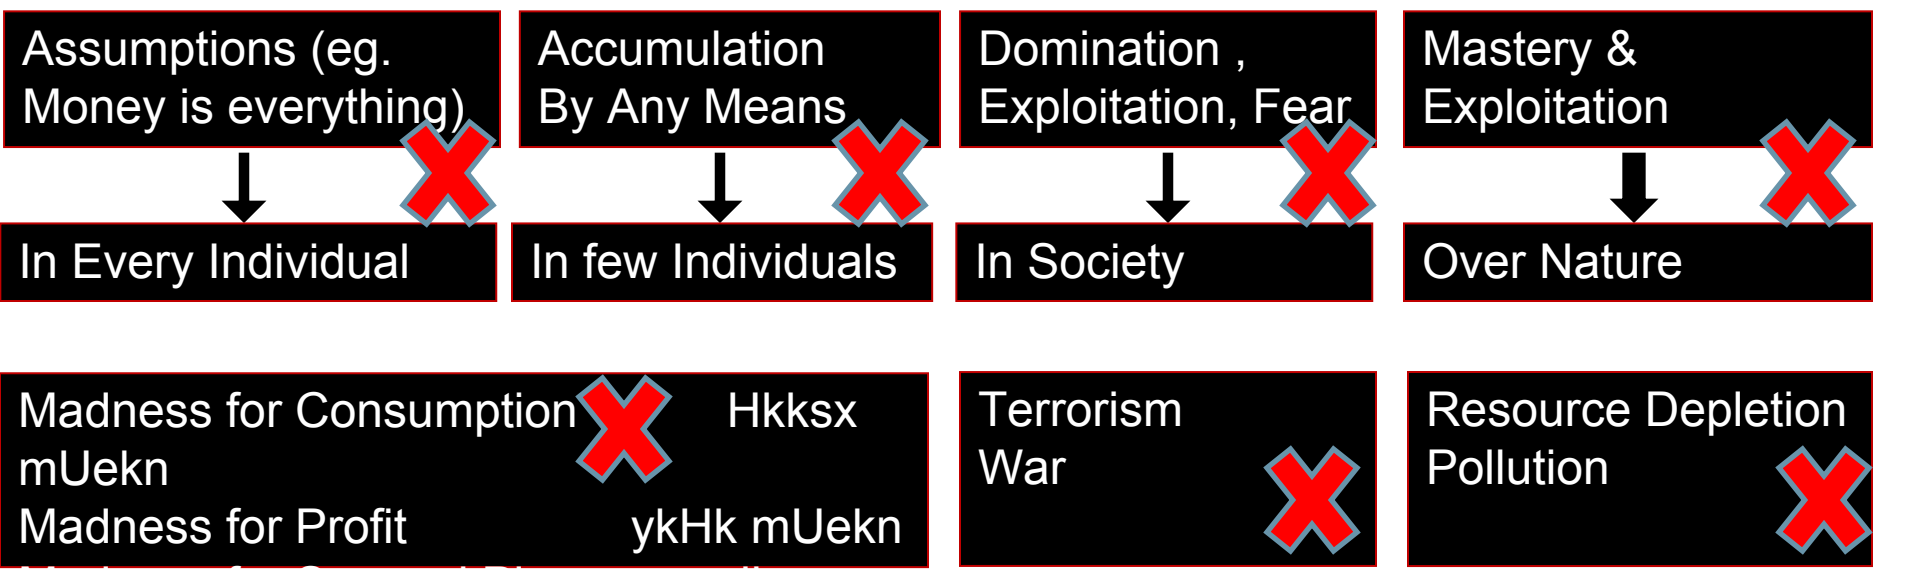 Assumptions (eg.
Money is everything)
Accumulation
By Any Means
Domination ,
Exploitation, Fear
Mastery &
Exploitation
In Every Individual
In few Individuals
In Society
Over Nature
Madness for Consumption Hkksx
mUekn
Madness for Profit ykHk mUekn
Terrorism
War
Resource Depletion
Pollution